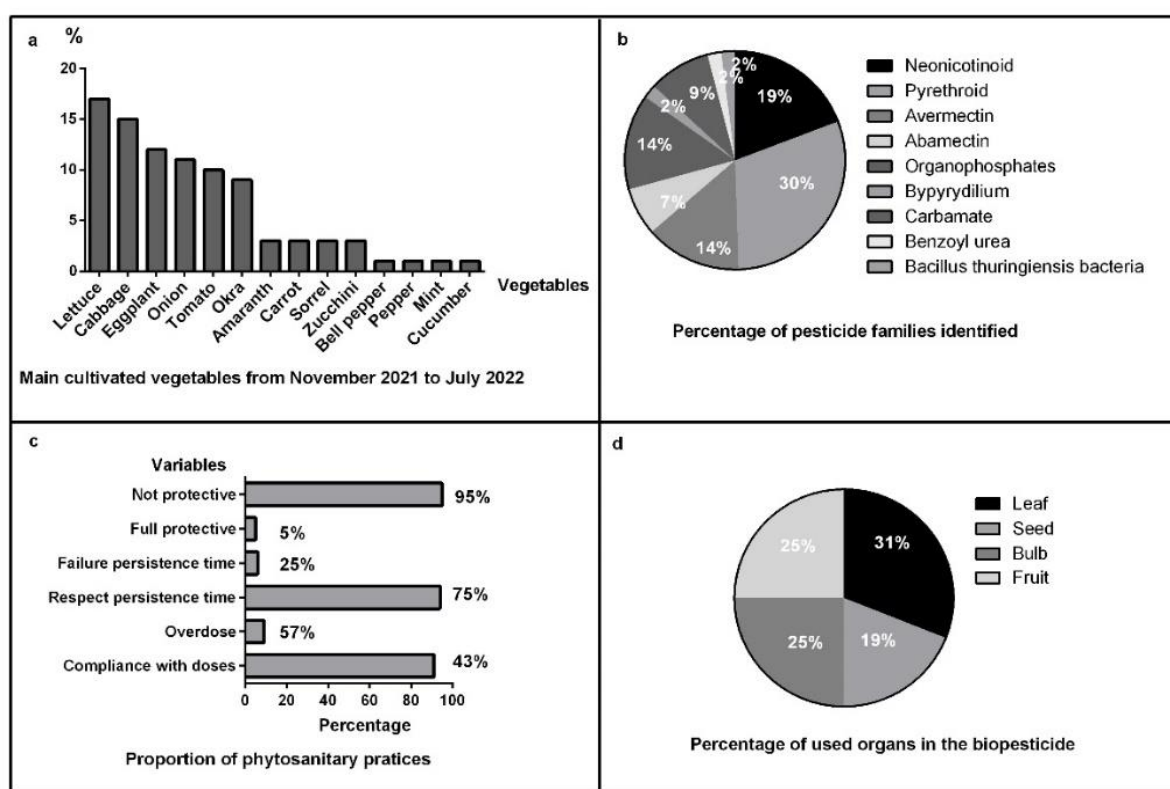 a
%
20
15
10
5
0
Vegetables
Lettuce
Cabbage
Eggplant
Onion
Tomato
Okra
Amaranth
Carrot
Sorrel
Zucchini
Bell pepper
Pepper
Mint
Cucumber
Main cultivated vegetables from November 2021 to July 2022
b
2%
2%
9%
2%
14%
7%
14%
30%
19%
Neonicotinoid
Pyrethroid
Avermectin
Abamectin
Organophosphates
Bypyrydilium
Carbamate
Benzoyl urea
Bacillus thuringiensis bacteria
Percentage of pesticide families identified
c
Variables
Not protective 95%
Full protective 5%
Failure persistence time 25%
Respect persistence time 75%
Overdose 57%
Compliance with doses 43%
0 20 40 60 80 100
Percentage
Proportion of phytosanitary pratices
d
25%
31%
25%
19%
Leaf
Seed
Bulb
Fruit
Percentage of used organs in the biopesticide